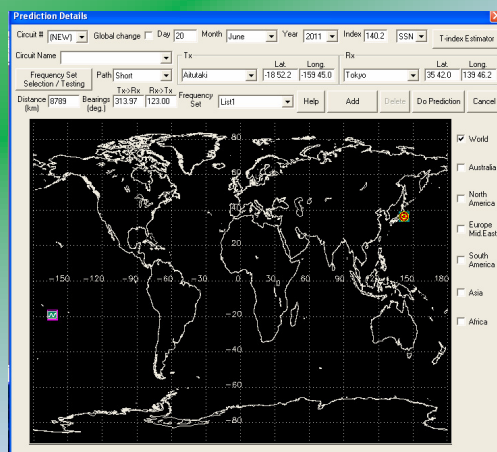 Prediction Details
Circuit # (NEW) Global change Day 20 Month June Year 2011 Index 140.2 SSN T-index Estimator
Circuit Name Tx Lat. Long. Rx Lat. Long.
Aitutaki -18 52.2 -159 45.0 Tokyo 35 42.0 139 46.2
Frequency Set Selection / Testing Path Short
Distance (km) 8789 Bearings (deg.) Tx->Rx 313.97 Rx->Tx 123.00 Frequency Set List1 Help Add Delete Do Prediction Cancel
80
60
40
20
-150 -120 -90 -60 -30 0 30 60 90 120 150 180
-20
-40
-60
-80
World
Australia
North America
Europe Mid.East
South America
Asia
Africa